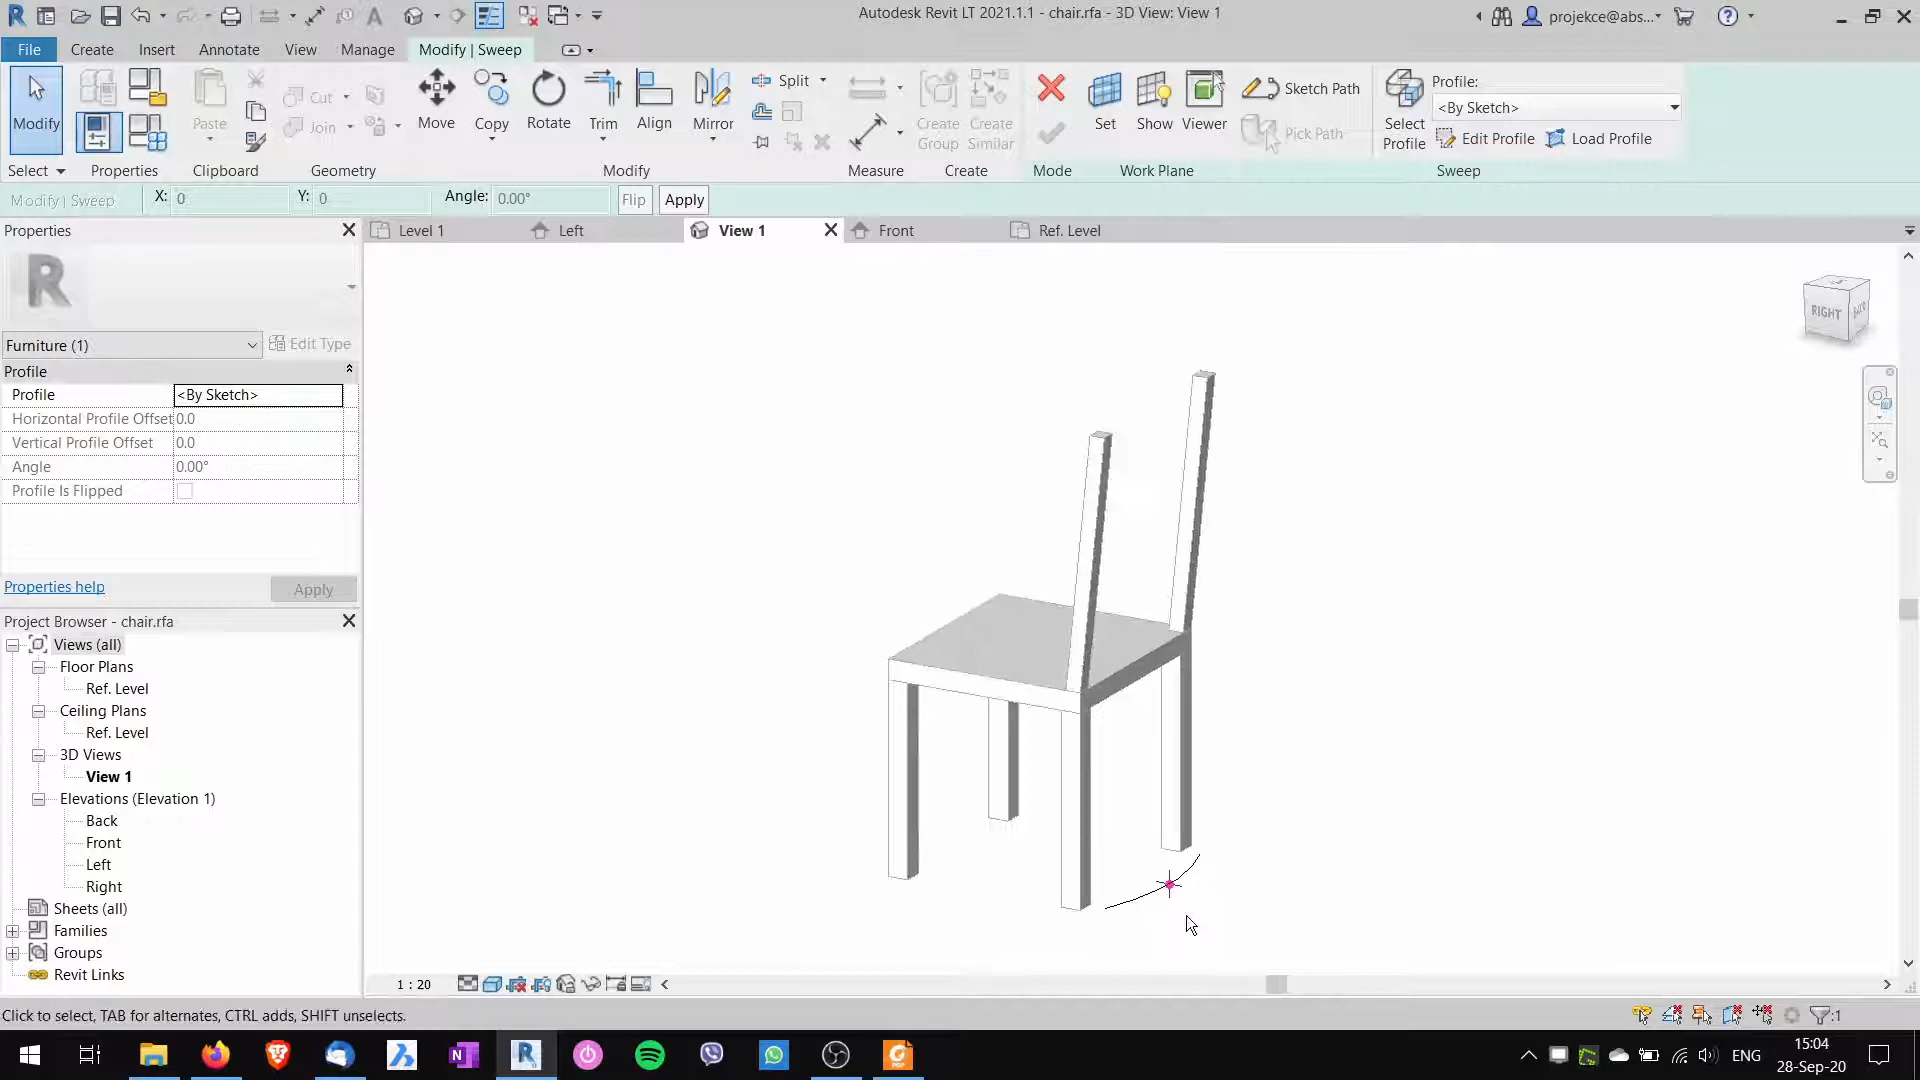 Autodesk Revit LT 2021.1.1 - chair.rfa - 3D View: View 1
projekce@abs...
File Create Insert Annotate View Manage Modify | Sweep
Modify Paste Cut Join Move Copy Rotate Trim Align Mirror Split Create Group Create Similar Set Show Viewer Sketch Path Pick Path Select Profile
Profile:
<By Sketch>
Edit Profile Load Profile
Select Properties Clipboard Geometry Modify Measure Create Mode Work Plane Sweep
Modify | Sweep X: 0 Y: 0 Angle: 0.00° Flip Apply
Properties
Level 1 Left View 1 Front Ref. Level
R
Furniture (1) Edit Type
Profile
Profile <By Sketch>
Horizontal Profile Offset 0.0
Vertical Profile Offset 0.0
Angle 0.00°
Profile Is Flipped
Properties help Apply
Project Browser - chair.rfa
Views (all)
Floor Plans
Ref. Level
Ceiling Plans
Ref. Level
3D Views
View 1
Elevations (Elevation 1)
Back
Front
Left
Right
Sheets (all)
Families
Groups
Revit Links
RIGHT
1 : 20
Click to select, TAB for alternates, CTRL adds, SHIFT unselects.
:1
ENG
15:04
28-Sep-20